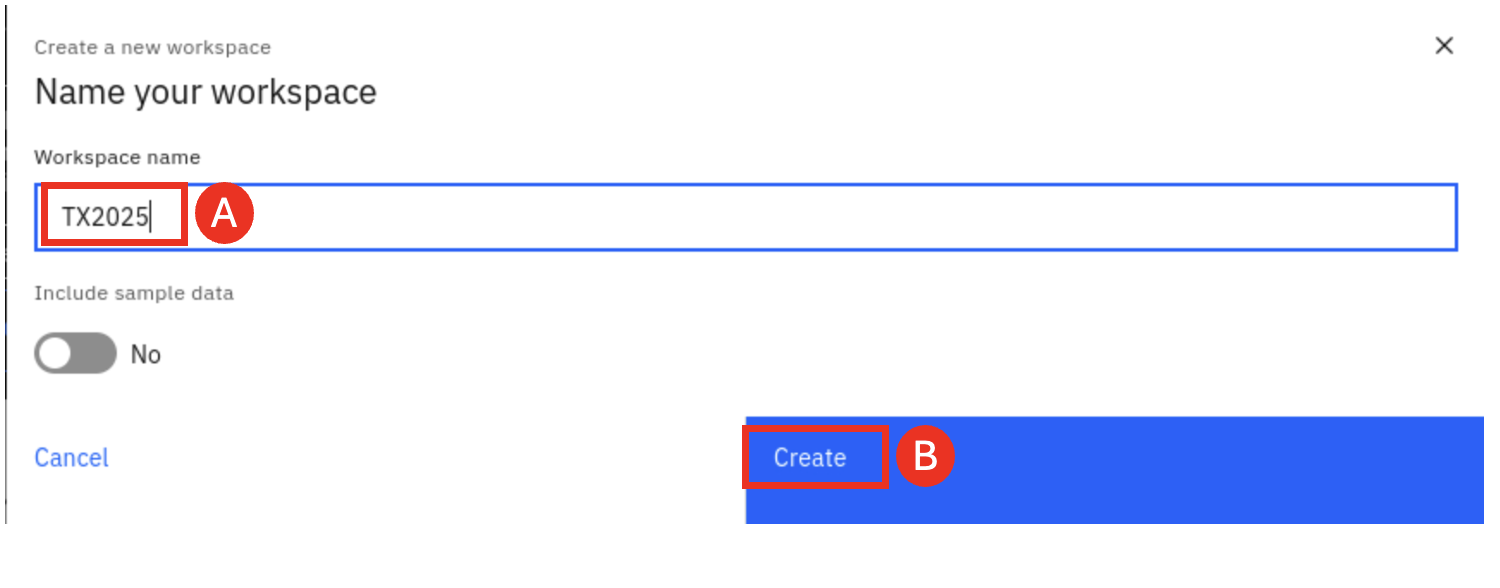 Create a new workspace
Name your workspace
Workspace name
TX2025 A
Include sample data
No
Cancel
Create B